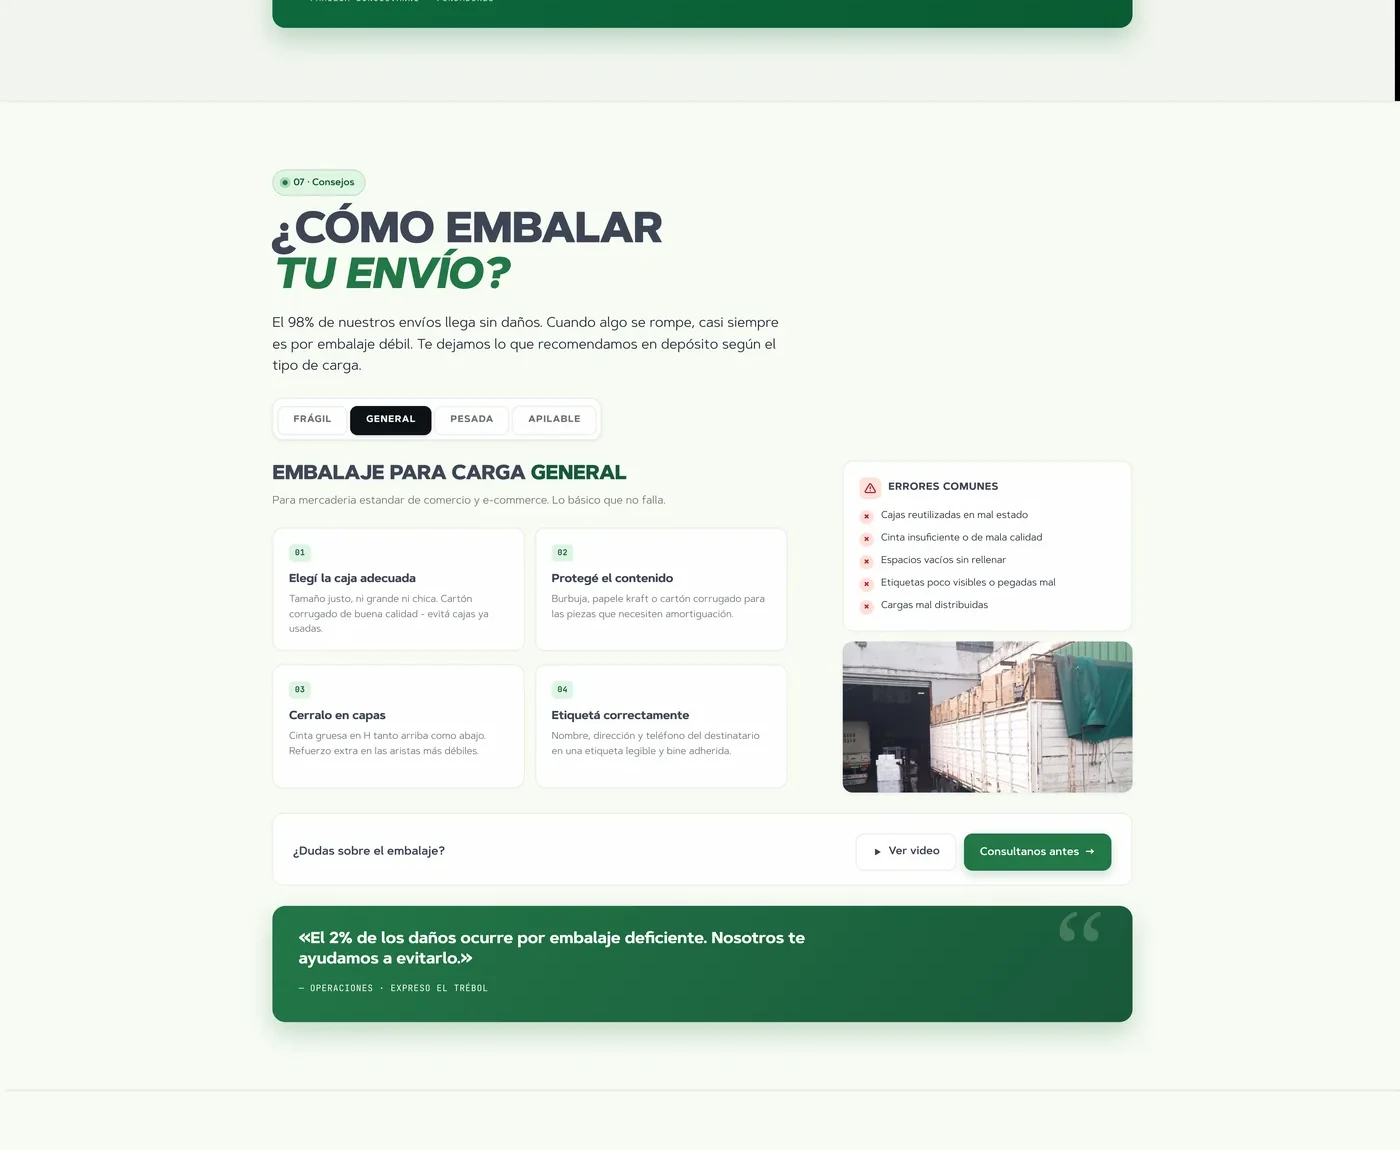 07 · Consejos
¿CÓMO EMBALAR
TU ENVÍO?
El 98% de nuestros envíos llega sin daños. Cuando algo se rompe, casi siempre
es por embalaje débil. Te dejamos lo que recomendamos en depósito según el
tipo de carga.
FRÁGIL
GENERAL
PESADA
APILABLE
EMBALAJE PARA CARGA GENERAL
Para mercaderia estandar de comercio y e-commerce. Lo básico que no falla.
01
Elegí la caja adecuada
Tamaño justo, ni grande ni chica. Cartón
corrugado de buena calidad - evitá cajas ya
usadas.
02
Protegé el contenido
Burbuja, papele kraft o cartón corrugado para
las piezas que necesiten amortiguación.
03
Cerralo en capas
Cinta gruesa en H tanto arriba como abajo.
Refuerzo extra en las aristas más débiles.
04
Etiquetá correctamente
Nombre, dirección y teléfono del destinatario
en una etiqueta legible y bine adherida.
ERRORES COMUNES
Cajas reutilizadas en mal estado
Cinta insuficiente o de mala calidad
Espacios vacíos sin rellenar
Etiquetas poco visibles o pegadas mal
Cargas mal distribuidas
¿Dudas sobre el embalaje?
Ver video
Consultanos antes →
«El 2% de los daños ocurre por embalaje deficiente. Nosotros te
ayudamos a evitarlo.»
— OPERACIONES · EXPRESO EL TRÉBOL